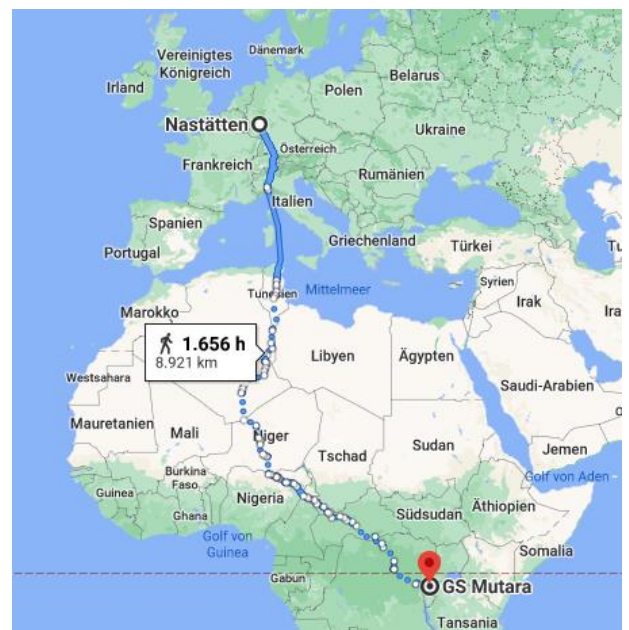 Dänemark
Vereinigtes
Königreich
Irland
Belarus
Polen
Nastätten
Ukraine
Österreich
Frankreich
Rumänien
Italien
Spanien
Portugal
Griechenland
Türkei
Tunesien
Mittelmeer
Syrien
Marokko
Irak
1.656 h
8.921 km
Libyen
Ägypten
Westsahara
Saudi-Arabien
Mauretanien
Mali
Niger
Tschad
Sudan
Jemen
Golf von Aden
Burkina
Faso
Guinea
Nigeria
Äthiopien
Südsudan
Ghana
Golf von
Guinea
Somalia
Gabun
GS Mutara
Tansania